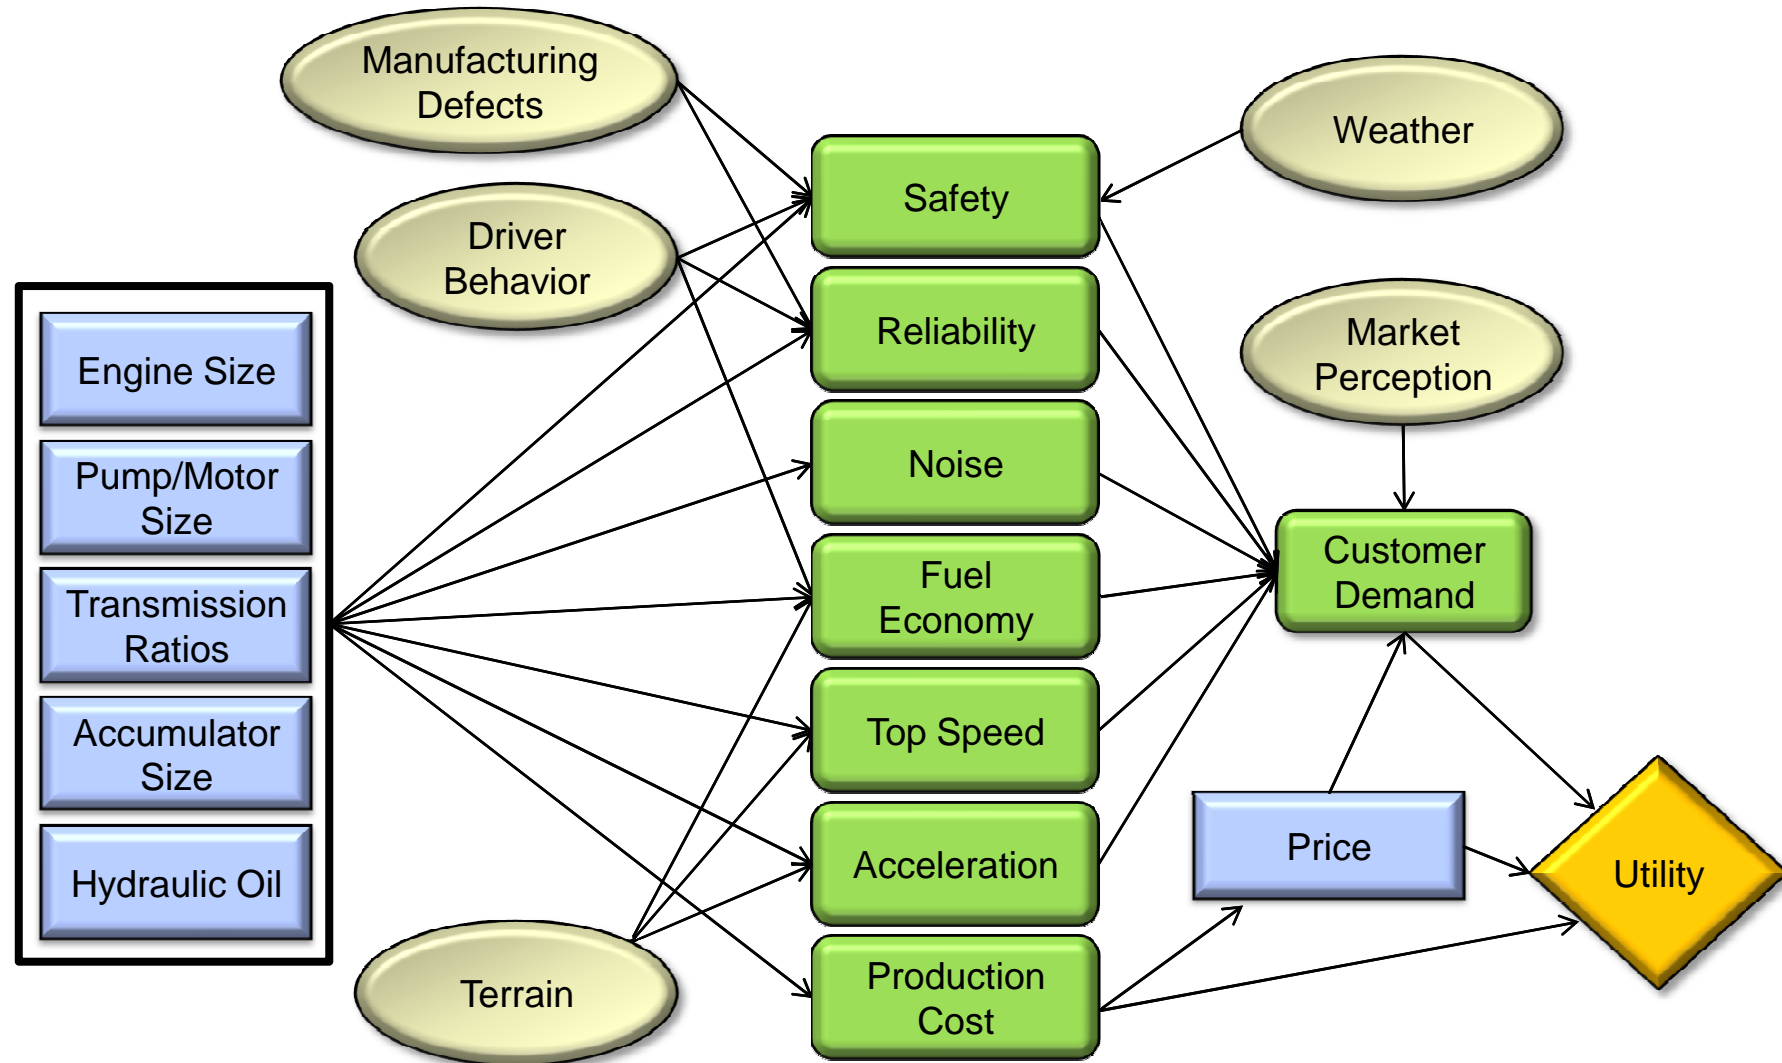 Manufacturing
Defects
Weather
Safety
Driver
Behavior
Engine Size
Pump/Motor
Size
Transmission
Ratios
Accumulator
Size
Hydraulic Oil
Reliability
Market
Perception
Noise
Fuel
Economy
Customer
Demand
Top Speed
Acceleration
Price
Utility
Terrain
Production
Cost